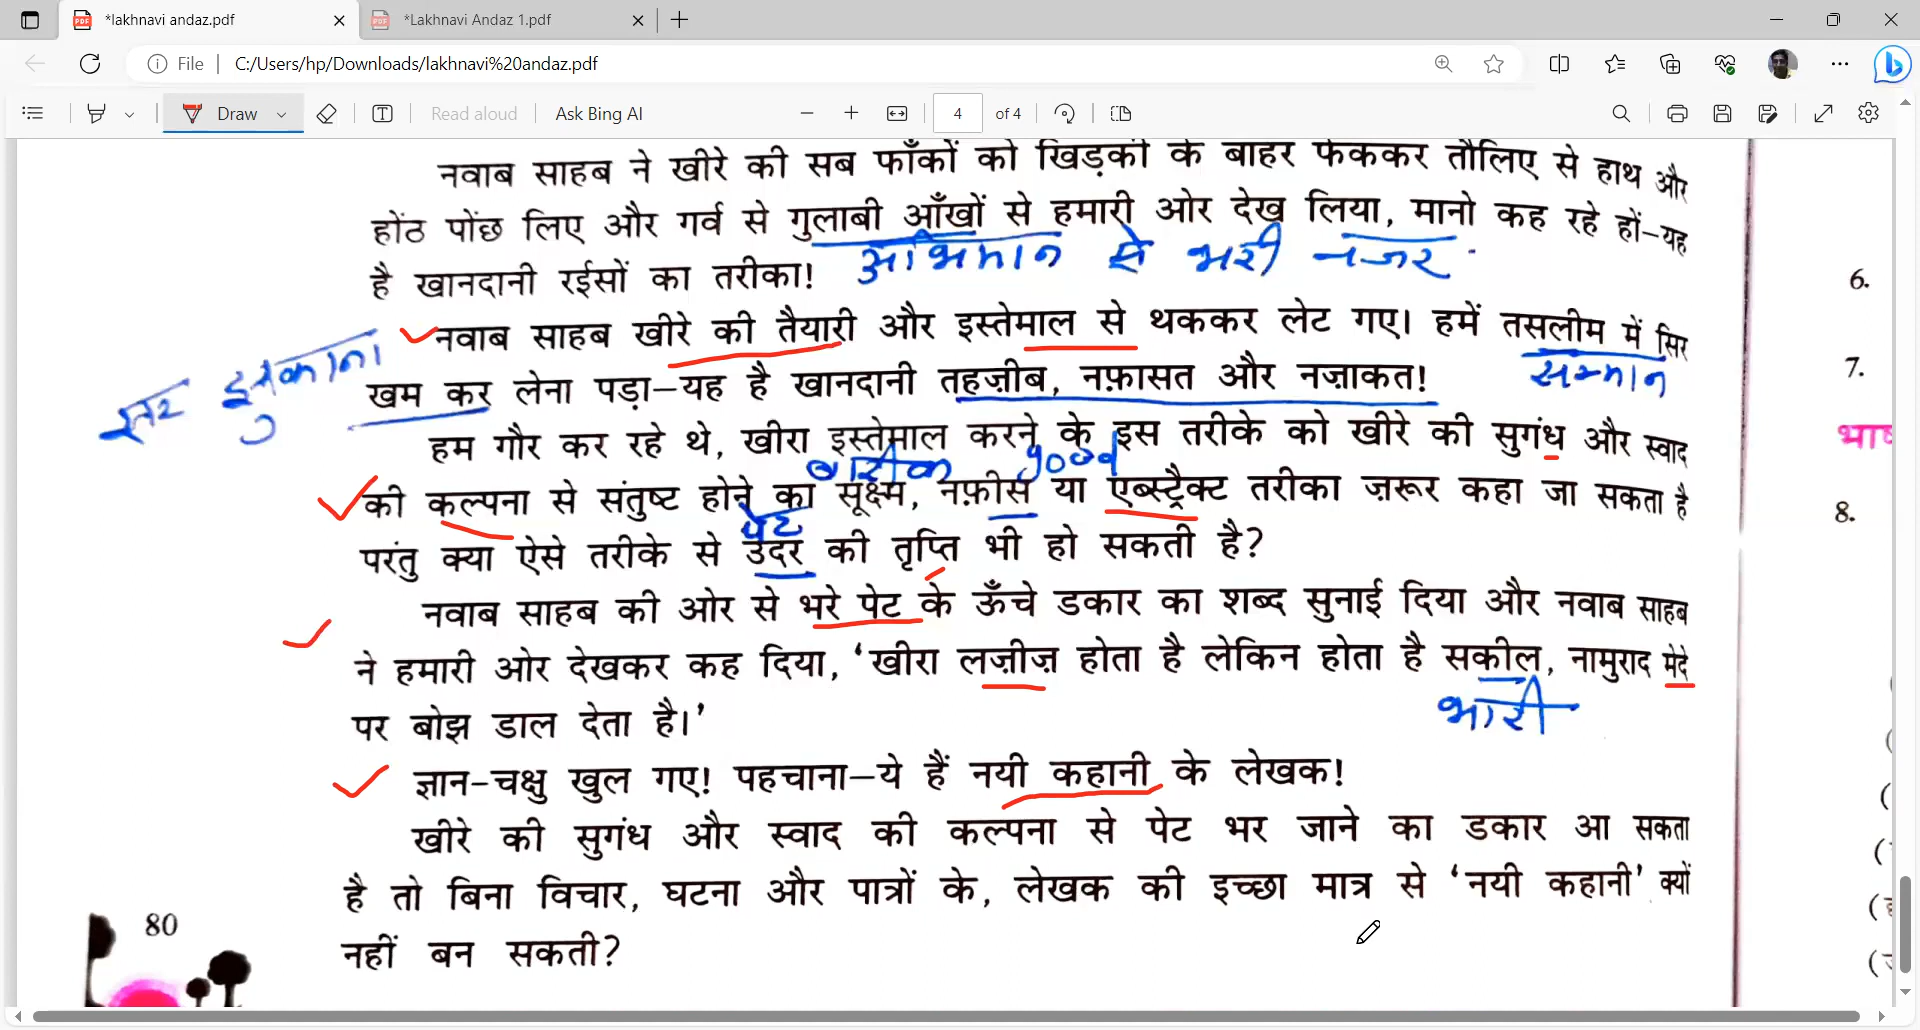 *lakhnavi andaz.pdf
*Lakhnavi Andaz 1.pdf
File C:/Users/hp/Downloads/lakhnavi%20andaz.pdf
Draw Read aloud Ask Bing AI 4 of 4
नवाब साहब ने खीरे की सब फाँकों को खिड़की के बाहर फेंककर तौलिए से हाथ और
होंठ पोंछ लिए और गर्व से गुलाबी आँखों से हमारी ओर देख लिया, मानो कह रहे हों–यह
है खानदानी रईसों का तरीका!
अभिमान से भरी नजर
नवाब साहब खीरे की तैयारी और इस्तेमाल से थककर लेट गए। हमें तसलीम में सिर
सर झुकाना
खम कर लेना पड़ा–यह है खानदानी तहज़ीब, नफ़ासत और नज़ाकत!
सम्मान
हम गौर कर रहे थे, खीरा इस्तेमाल करने के इस तरीके को खीरे की सुगंध और स्वाद
बारीक good
की कल्पना से संतुष्ट होने का सूक्ष्म, नफ़ीस या एब्स्ट्रैक्ट तरीका ज़रूर कहा जा सकता है
पेट
परंतु क्या ऐसे तरीके से उदर की तृप्ति भी हो सकती है?
नवाब साहब की ओर से भरे पेट के ऊँचे डकार का शब्द सुनाई दिया और नवाब साहब
ने हमारी ओर देखकर कह दिया, ‘खीरा लज़ीज़ होता है लेकिन होता है सकील, नामुराद मेदे
भारी
पर बोझ डाल देता है।’
ज्ञान-चक्षु खुल गए! पहचाना–ये हैं नयी कहानी के लेखक!
खीरे की सुगंध और स्वाद की कल्पना से पेट भर जाने का डकार आ सकता
है तो बिना विचार, घटना और पात्रों के, लेखक की इच्छा मात्र से ‘नयी कहानी’ क्यों
नहीं बन सकती?
80
6.
7.
8.